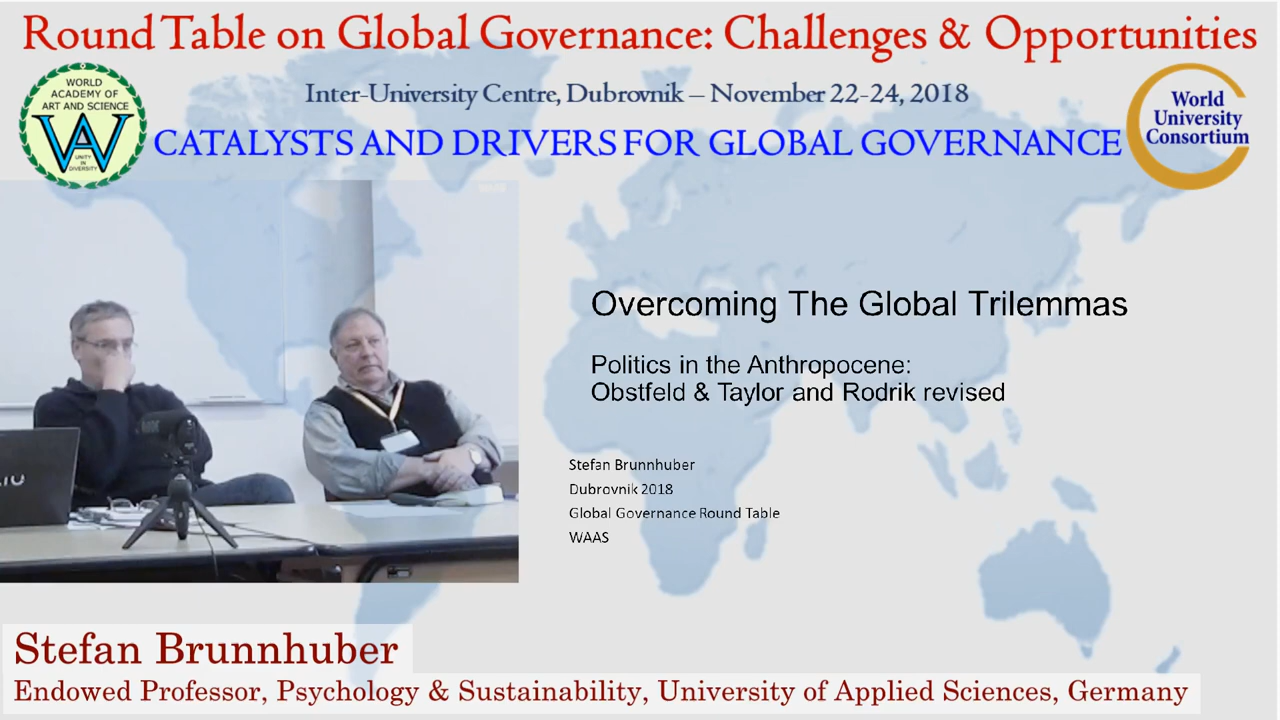 Round Table on Global Governance: Challenges & Opportunities
WORLD
ACADEMY OF
ART AND SCIENCE
WA
UNITY
IN
DIVERSITY
Inter-University Centre, Dubrovnik – November 22-24, 2018
CATALYSTS AND DRIVERS FOR GLOBAL GOVERNANCE
World
University
Consortium
WAAS
Overcoming The Global Trilemmas
Politics in the Anthropocene:
Obstfeld & Taylor and Rodrik revised
Stefan Brunnhuber
Dubrovnik 2018
Global Governance Round Table
WAAS
Stefan Brunnhuber
Endowed Professor, Psychology & Sustainability, University of Applied Sciences, Germany